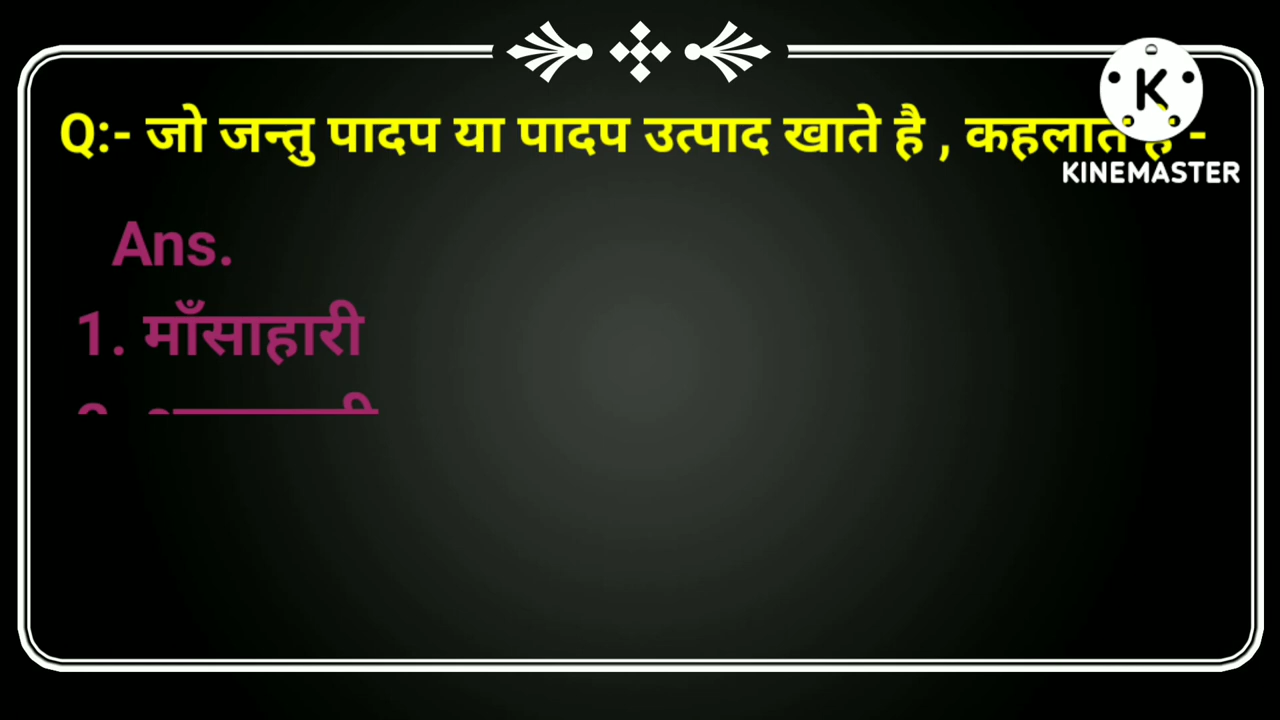 Q:- जो जन्तु पादप या पादप उत्पाद खाते है , कहलाते है -
K
KINEMASTER
Ans.
1. माँसाहारी